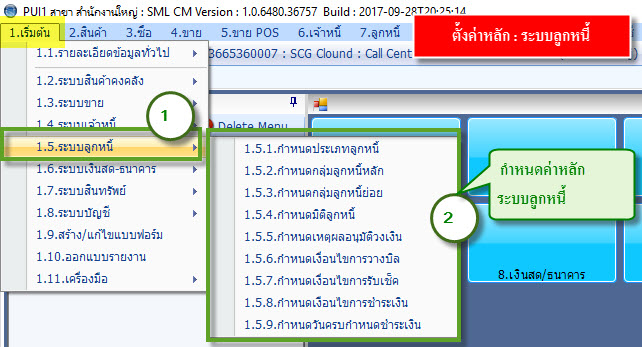 PUI1 สาขา สำนักงานใหญ่ : SML CM Version : 1.0.6480.36757 Build : 2017-09-28T20:25:14
1.เริ่มต้น 2.สินค้า 3.ซื้อ 4.ขาย 5.ขาย POS 6.เจ้าหนี้ 7.ลูกหนี้
ตั้งค่าหลัก : ระบบลูกหนี้
1.1.รายละเอียดข้อมูลทั่วไป
3665360007 : SCG Clound : Call Cent
1.2.ระบบสินค้าคงคลัง
1.3.ระบบขาย
1.4.ระบบเจ้าหนี้
1
Delete Menu
1.5.ระบบลูกหนี้
1.6.ระบบเงินสด-ธนาคาร
1.7.ระบบสินทรัพย์
1.8.ระบบบัญชี
1.9.สร้าง/แก้ไขแบบฟอร์ม
1.10.ออกแบบรายงาน
1.11.เครื่องมือ
1.5.1.กำหนดประเภทลูกหนี้
1.5.2.กำหนดกลุ่มลูกหนี้หลัก
1.5.3.กำหนดกลุ่มลูกหนี้ย่อย
1.5.4.กำหนดมิติลูกหนี้
1.5.5.กำหนดเหตุผลอนุมัติวงเงิน
1.5.6.กำหนดเงื่อนไขการวางบิล
1.5.7.กำหนดเงื่อนไขการรับเช็ค
1.5.8.กำหนดเงื่อนไขการชำระเงิน
1.5.9.กำหนดวันครบกำหนดชำระเงิน
2
กำหนดค่าหลัก
ระบบลูกหนี้
8.เงินสด/ธนาคาร